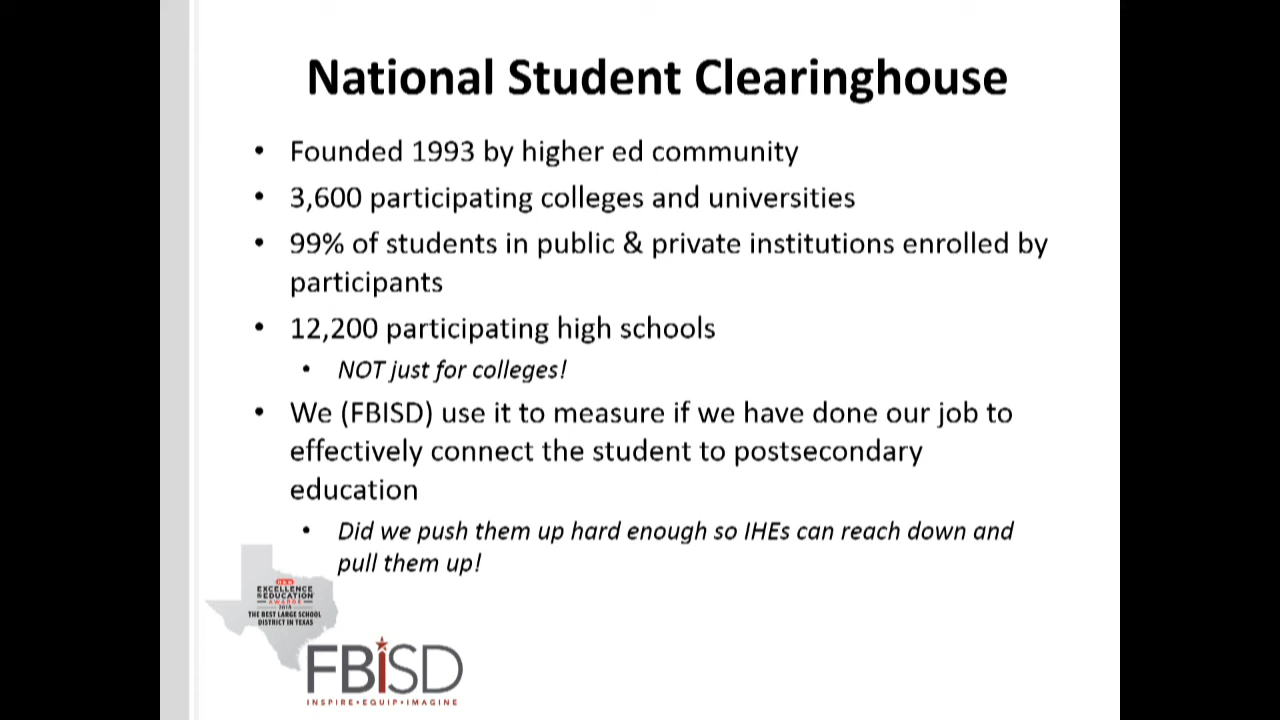 National Student Clearinghouse
• Founded 1993 by higher ed community
• 3,600 participating colleges and universities
• 99% of students in public & private institutions enrolled by
participants
• 12,200 participating high schools
• NOT just for colleges!
• We (FBISD) use it to measure if we have done our job to
effectively connect the student to postsecondary
education
• Did we push them up hard enough so IHEs can reach down and
pull them up!
H-E-B
EXCELLENCE
IN EDUCATION
AWARDS
THE BEST LARGE SCHOOL
DISTRICT IN TEXAS
FBiSD
INSPIRE•EQUIP•IMAGINE